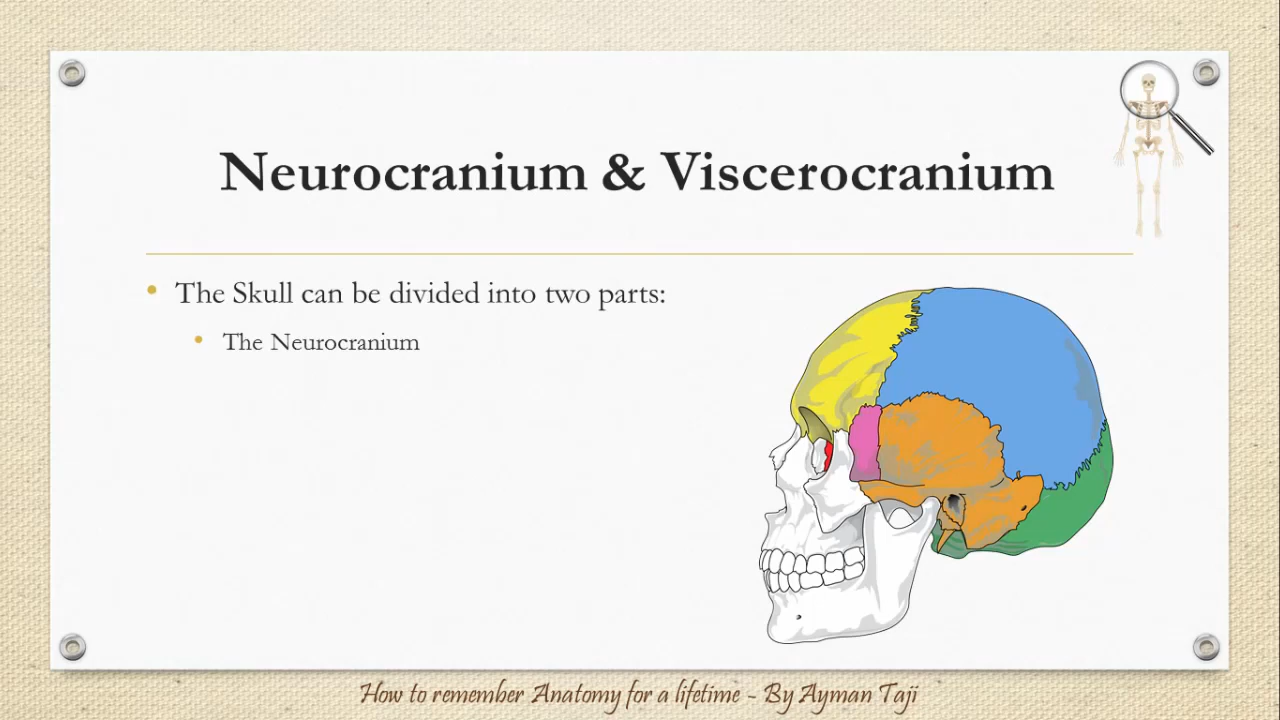 Neurocranium & Viscerocranium
The Skull can be divided into two parts:
The Neurocranium
How to remember Anatomy for a lifetime - By Ayman Taji